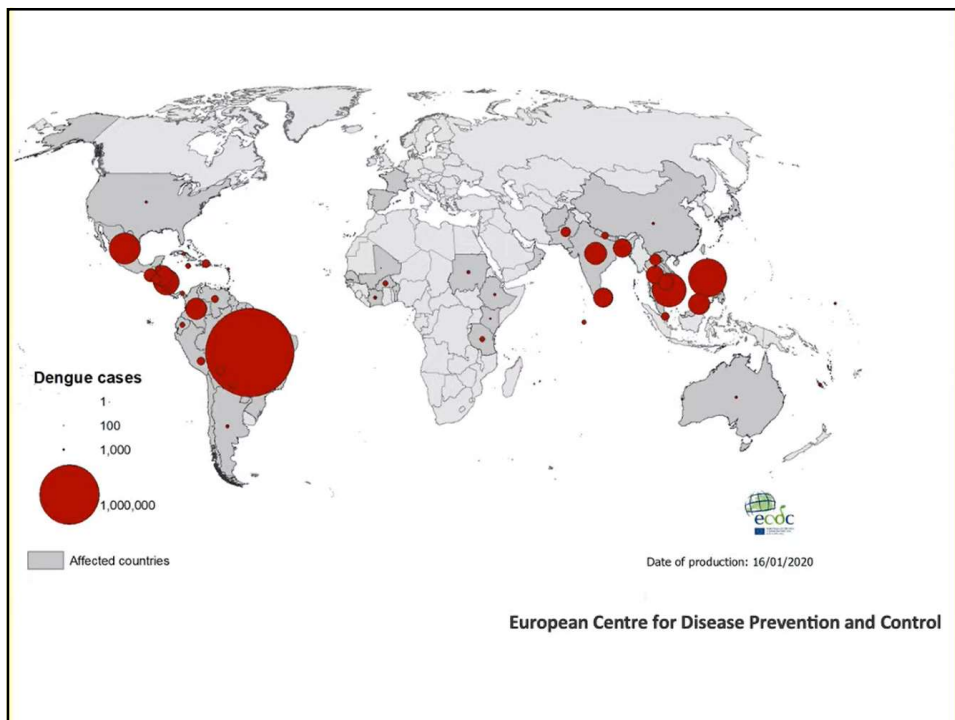 Dengue cases
1
100
1,000
1,000,000
Affected countries
ecdc
Date of production: 16/01/2020
European Centre for Disease Prevention and Control